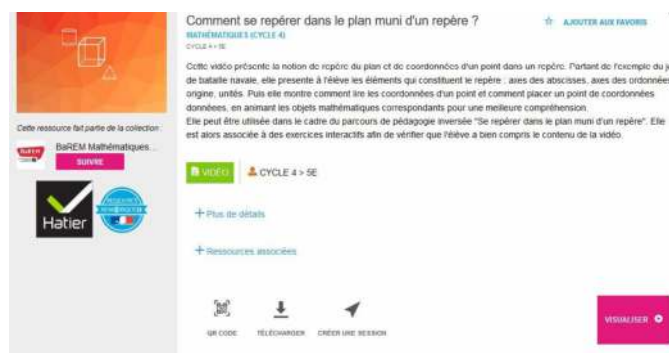 Comment se repérer dans le plan muni d'un repère ?
AJOUTER AUX FAVORIS
MATHÉMATIQUES (CYCLE 4)
CYCLE 4 > 5E
Cette vidéo présente la notion de repère du plan et de coordonnées d'un point dans un repère. Partant de l'exemple du j
de bataille navale, elle présente à l'élève les éléments qui constituent le repère : axes des abscisses, axes des ordonnée
origine, unités. Puis elle montre comment lire les coordonnées d'un point et comment placer un point de coordonnées
données, en animant les objets mathématiques correspondants pour une meilleure compréhension.
Elle peut être utilisée dans le cadre du parcours de pédagogie inversée "Se repérer dans le plan muni d'un repère". Elle
est alors associée à des exercices interactifs afin de vérifier que l'élève a bien compris le contenu de la vidéo.
Cette ressource fait partie de la collection :
BaREM
BaREM Mathématiques...
SUIVRE
Hatier
VIDÉO
CYCLE 4 > 5E
+ Plus de détails
+ Ressources associées
QR CODE
TÉLÉCHARGER
CRÉER UNE SESSION
VISUALISER